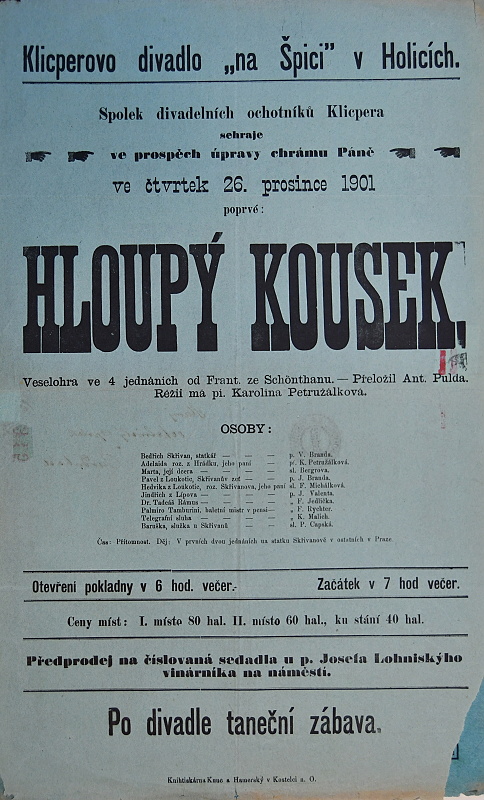 Klicperovo divadlo „na Špici” v Holicích.
Spolek divadelních ochotníků Klicpera
sehraje
ve prospěch úpravy chrámu Páně
ve čtvrtek 26. prosince 1901
poprvé:
HLOUPÝ KOUSEK,
Veselohra ve 4 jednáních od Frant. ze Schönthanu. — Přeložil Ant. Pulda.
Režii má pí. Karolina Petružálková.
OSOBY:
Bedřich Skřivan, statkář — — — — p. V. Branda.
Adelaida roz. z Hrádku, jeho paní — — pí. K. Petružálková.
Marta, její dcera — — — — sl. Bergrova.
Pavel z Loukotic, Skřivanův zeť — — — p. J. Branda.
Hedvika z Loukotic, roz. Skřivanova, jeho paní sl. F. Michálková.
Jindřich z Lipova — — — — p. J. Valenta.
Dr. Tadeáš Rámus — — — — „ F. Jedlička.
Palmiro Tamburini, baletní mistr v pensi — — „ F. Rychter.
Telegrafní sluha — — — — „ K. Malich.
Baruška, služka u Skřivanů — — — sl. P. Capská.
Čas: Přítomnost. Děj: V prvních dvou jednáních na statku Skřivanově v ostatních v Praze.
Otevření pokladny v 6 hod. večer.- Začátek v 7 hod večer.
Ceny míst: I. místo 80 hal. II. místo 60 hal., ku stání 40 hal.
Předprodej na číslovaná sedadla u p. Josefa Lohniského
vinárníka na náměstí.
Po divadle taneční zábava.
Knihtiskárna Knuc a Hamerský v Kostelci n. O.